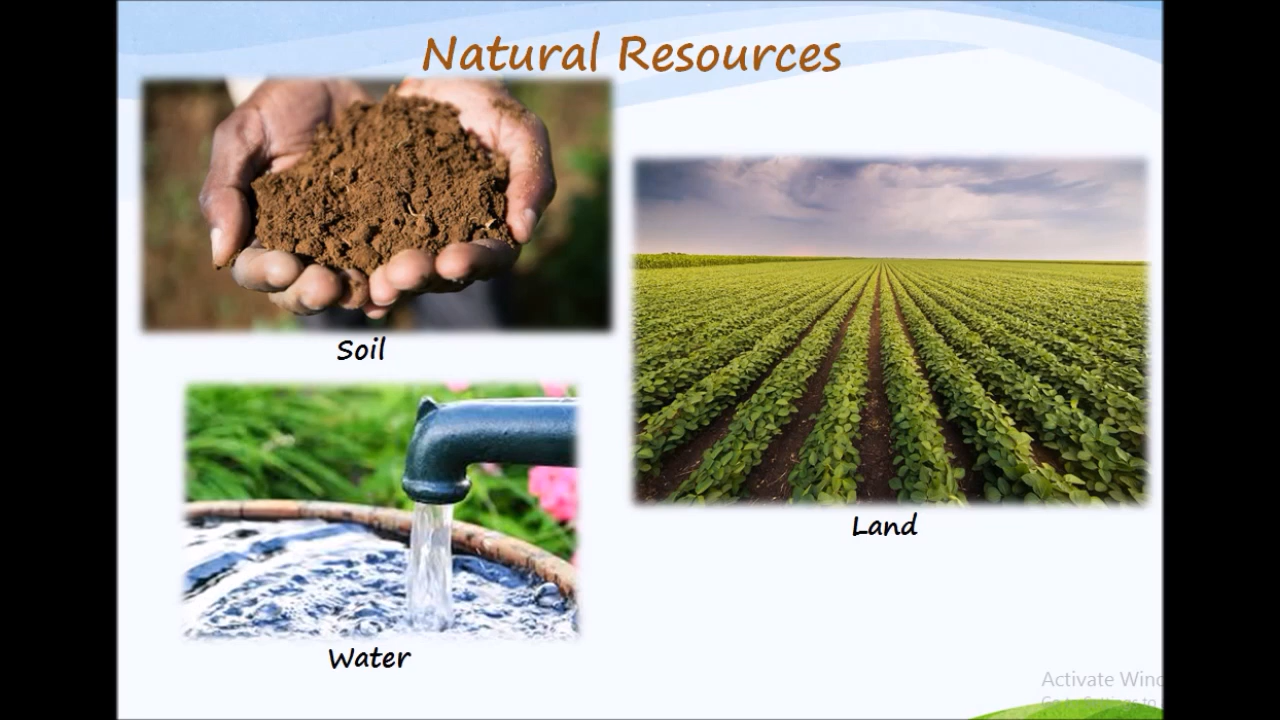 Natural Resources
Soil
Land
Water
Activate Wind